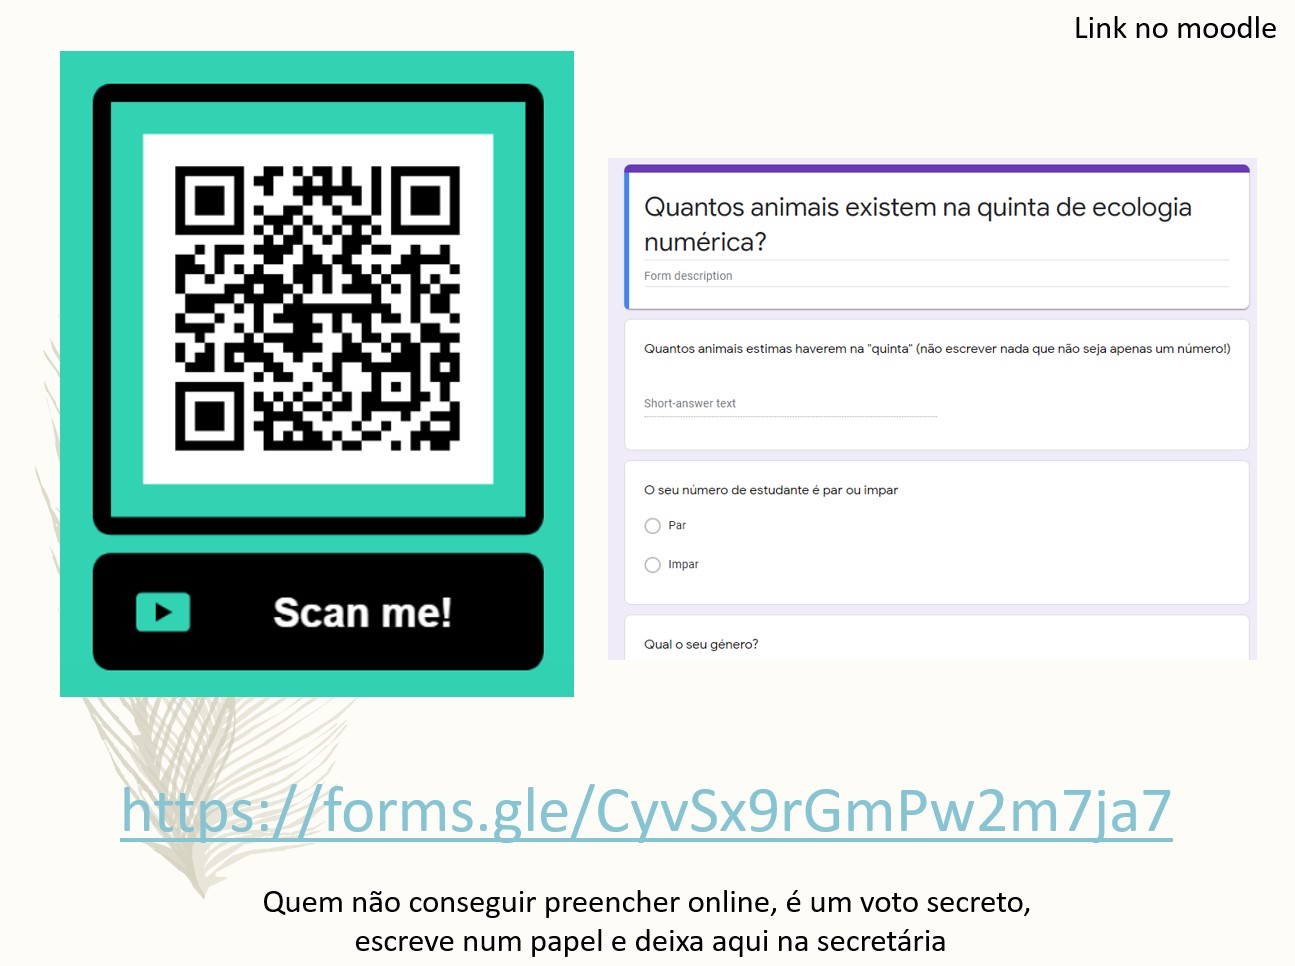 Link no moodle
Scan me!
Quantos animais existem na quinta de ecologia
numérica?
Form description
Quantos animais estimas haverem na "quinta" (não escrever nada que não seja apenas um número!)
Short-answer text
O seu número de estudante é par ou impar
Par
Impar
Qual o seu género?
https://forms.gle/CyvSx9rGmPw2m7ja7
Quem não conseguir preencher online, é um voto secreto,
escreve num papel e deixa aqui na secretária